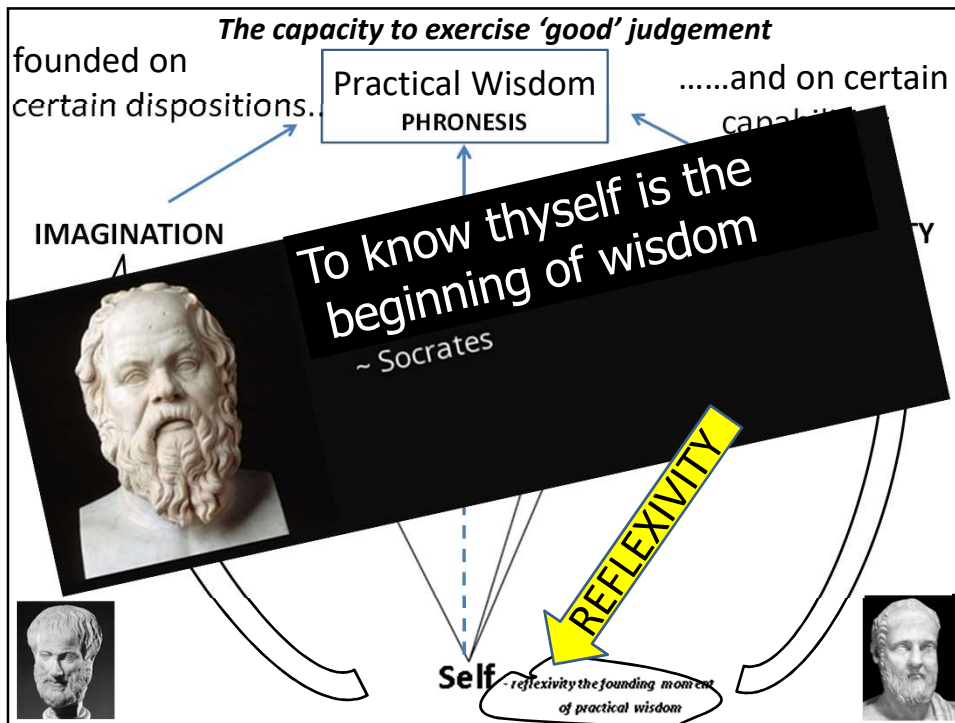 The capacity to exercise ‘good’ judgement
founded on
certain dispositions..
Practical Wisdom
PHRONESIS
......and on certain
IMAGINATION
To know thyself is the
beginning of wisdom
~ Socrates
REFLEXIVITY
Self - reflexivity the founding moment
of practical wisdom